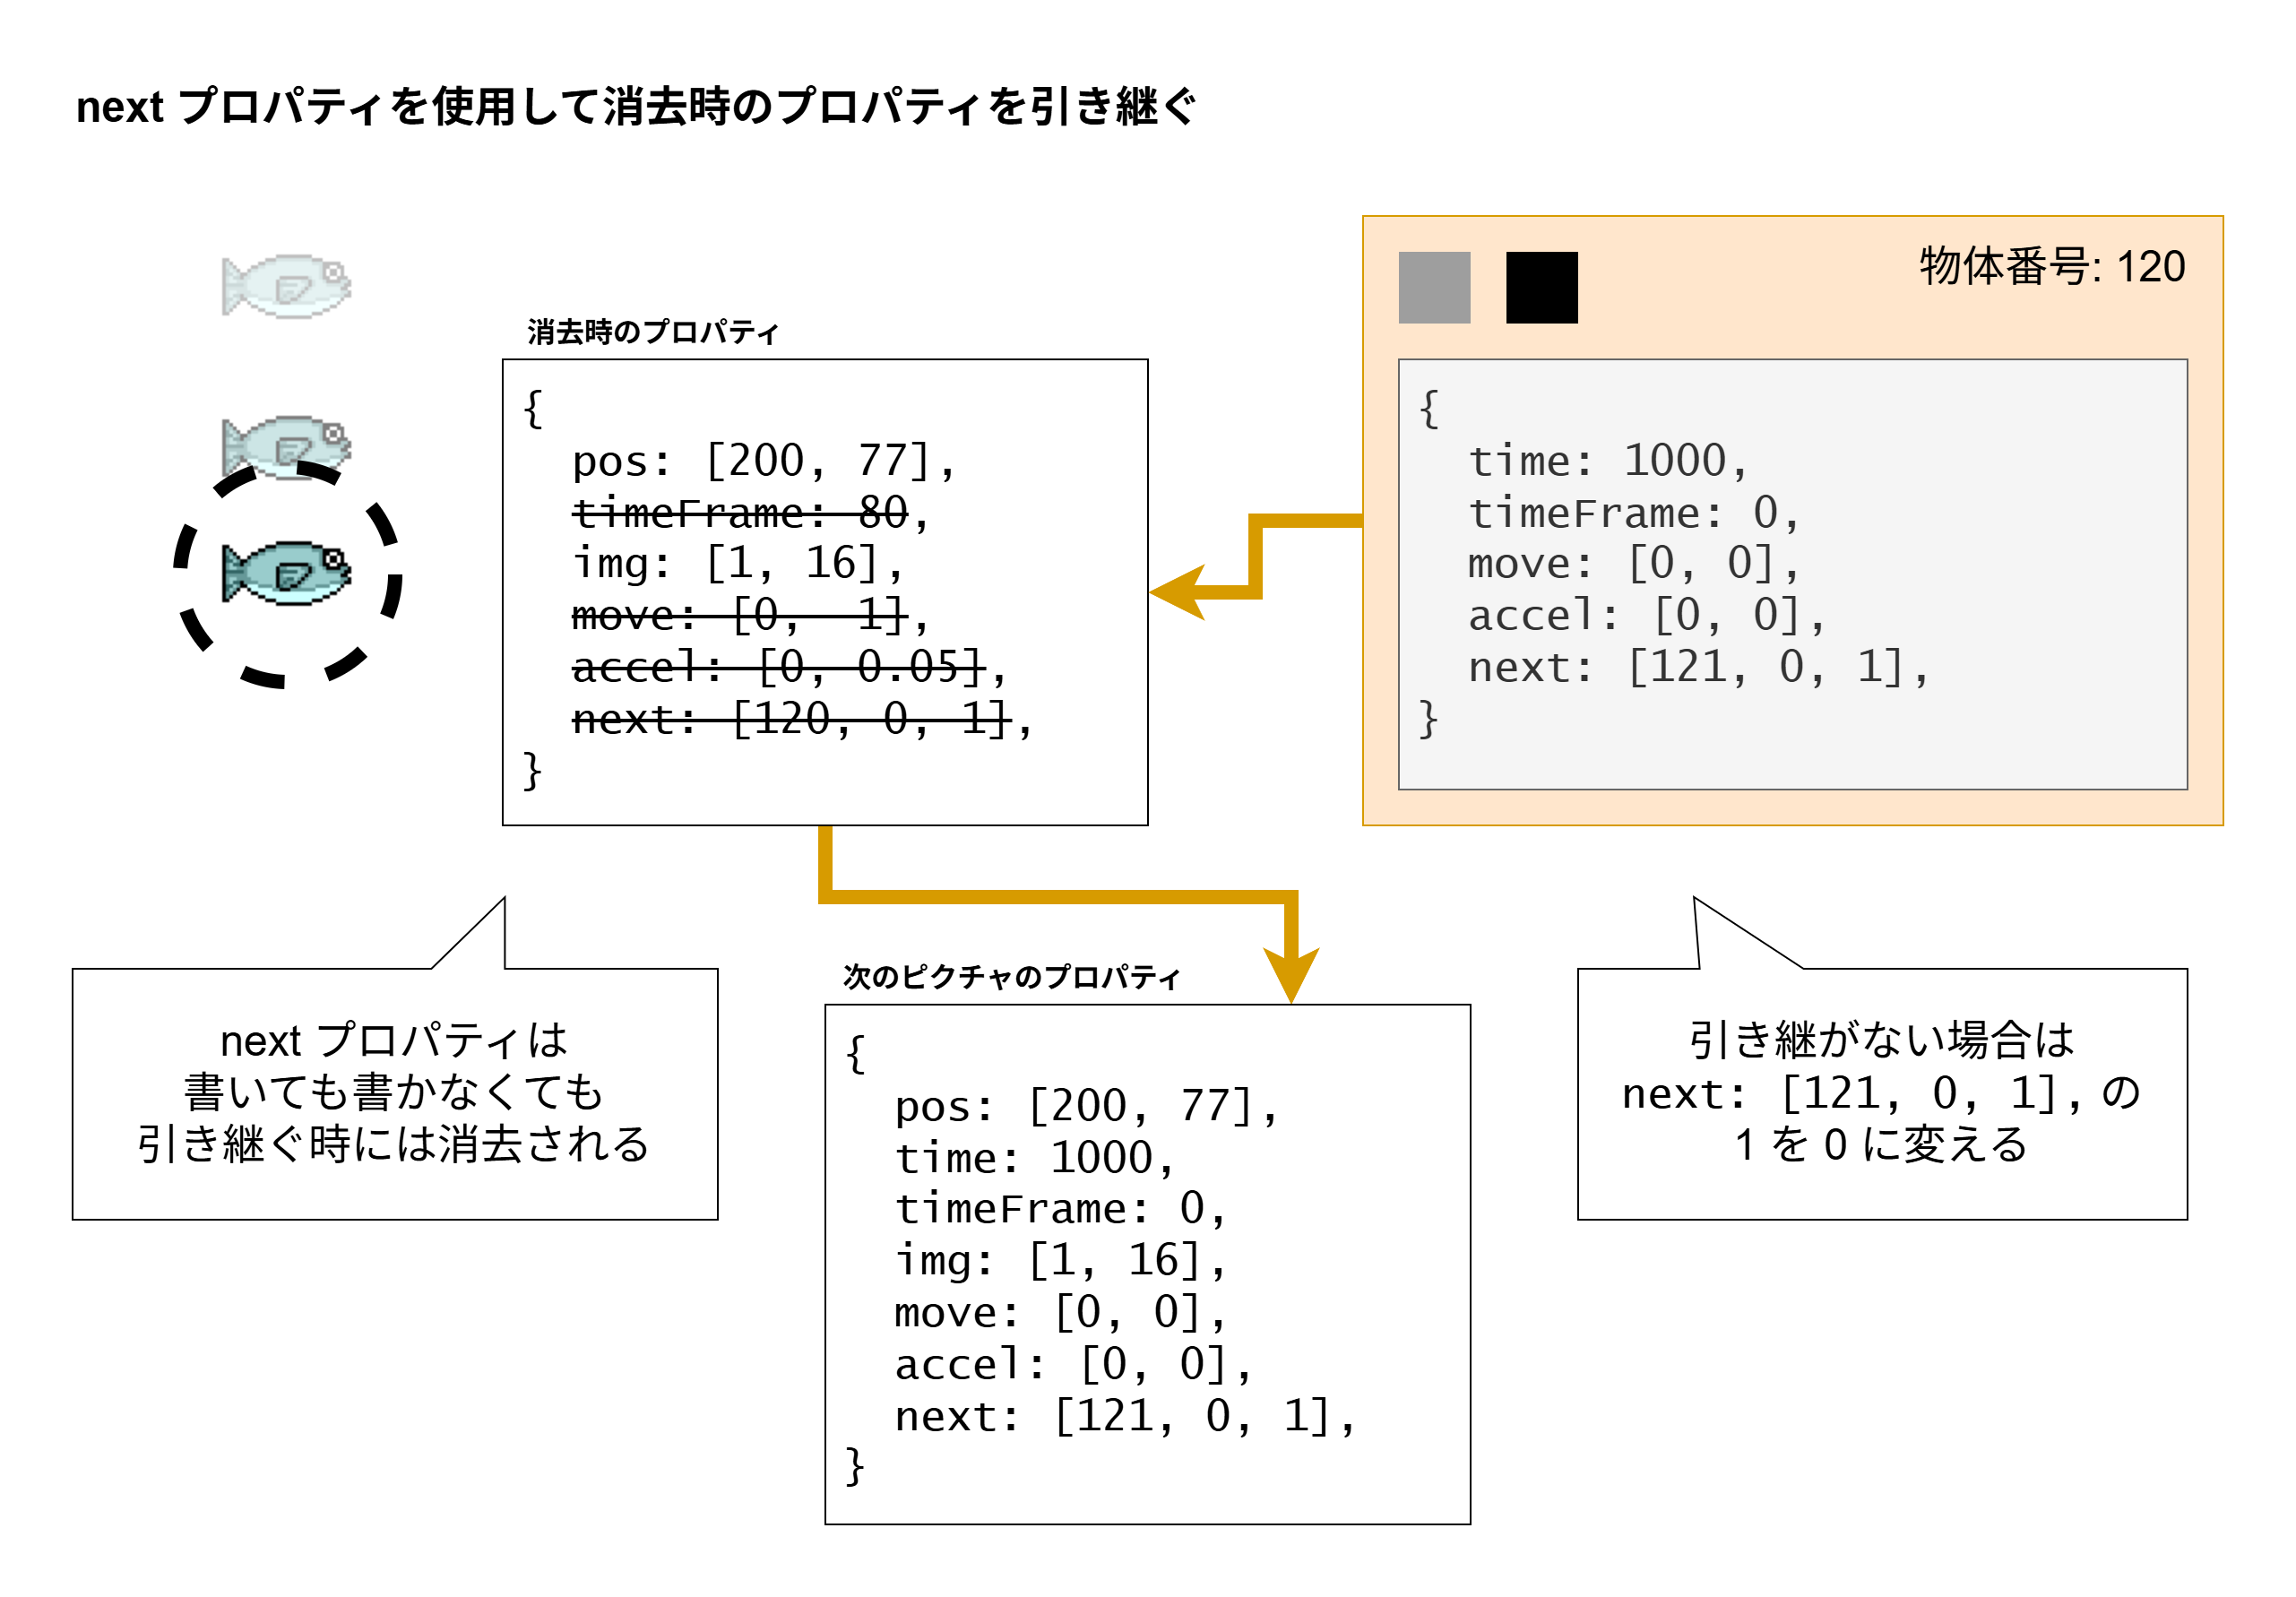 next プロパティを使用して消去時のプロパティを引き継ぐ
物体番号: 120
消去時のプロパティ
{
pos: [200, 77],
timeFrame: 80,
img: [1, 16],
move: [0, -1],
accel: [0, 0.05],
next: [120, 0, 1],
}
{
time: 1000,
timeFrame: 0,
move: [0, 0],
accel: [0, 0],
next: [121, 0, 1],
}
next プロパティは
書いても書かなくても
引き継ぐ時には消去される
次のピクチャのプロパティ
{
pos: [200, 77],
time: 1000,
timeFrame: 0,
img: [1, 16],
move: [0, 0],
accel: [0, 0],
next: [121, 0, 1],
}
引き継がない場合は
next: [121, 0, 1], の
1 を 0 に変える